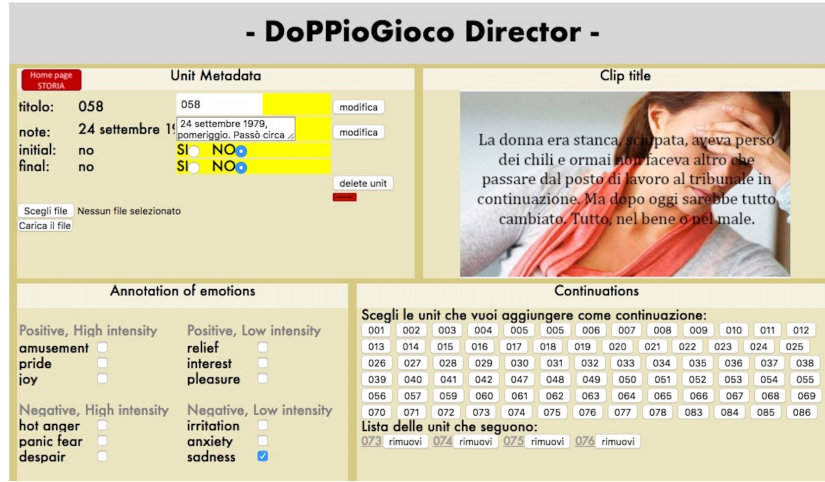 - DoPPioGioco Director -
Home page
STORIA
Unit Metadata
titolo: 058 058 modifica
note: 24 settembre 1979,
pomeriggio. Passò circa modifica
initial: no SI NO
final: no SI NO
delete unit
Scegli file Nessun file selezionato
Carica il file
Clip title
La donna era stanca, sciupata, aveva perso
dei chili e ormai non faceva altro che
passare dal posto di lavoro al tribunale in
continuazione. Ma dopo oggi sarebbe tutto
cambiato. Tutto, nel bene o nel male.
Annotation of emotions
Positive, High intensity Positive, Low intensity
amusement relief
pride interest
joy pleasure
Negative, High intensity Negative, Low intensity
hot anger irritation
panic fear anxiety
despair sadness
Continuations
Scegli le unit che vuoi aggiungere come continuazione:
001 002 003 004 005 005 006 007 008 009 010 011 012
013 014 015 016 017 018 019 020 021 022 023 024 025
026 027 028 029 030 031 032 033 034 035 036 037 038
039 040 041 042 047 048 049 050 051 052 053 054 055
056 057 059 060 061 062 063 064 065 066 067 068 069
070 071 072 073 074 075 076 077 078 083 084 085 086
Lista delle unit che seguono:
073 rimuovi 074 rimuovi 075 rimuovi 076 rimuovi